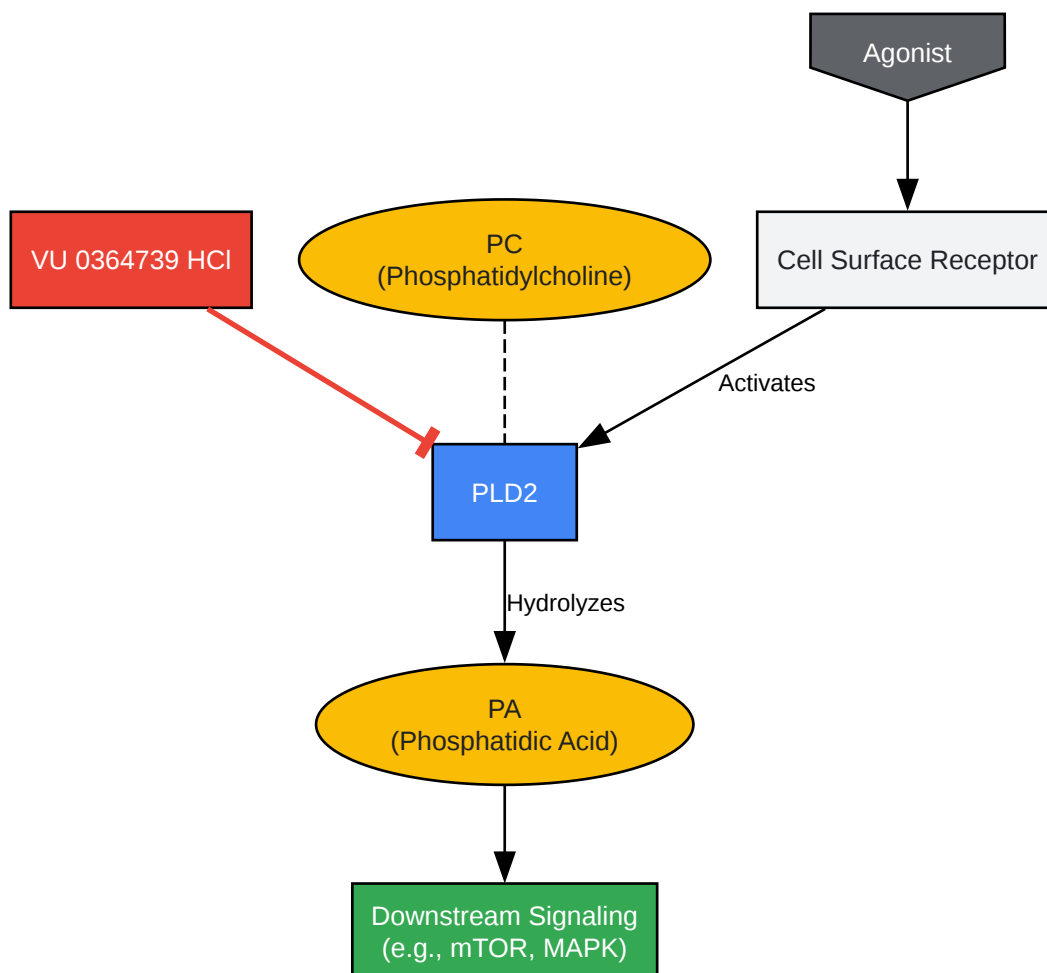 Agonist
VU 0364739 HCl
PC
(Phosphatidylcholine)
Cell Surface Receptor
Activates
PLD2
Hydrolyzes
PA
(Phosphatidic Acid)
Downstream Signaling
(e.g., mTOR, MAPK)